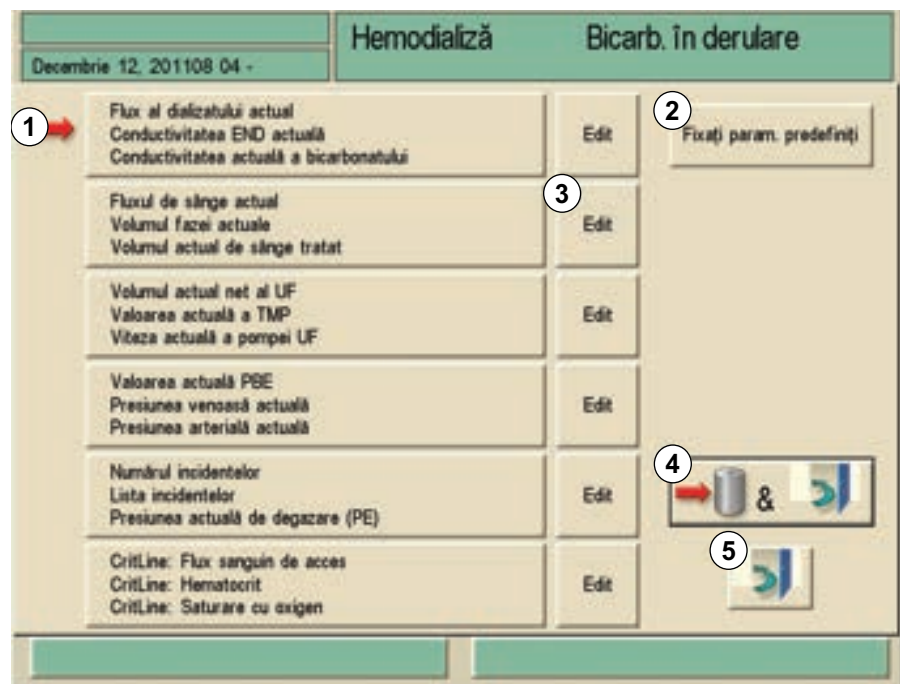 Hemodializă Bicarb. în derulare
Decembrie 12, 201108 04 -
1
Flux al dializatului actual
Conductivitatea END actuală
Conductivitatea actuală a bicarbonatului
Edit
2
Fixați param. predefiniți
Fluxul de sânge actual
Volumul fazei actuale
Volumul actual de sânge tratat
3
Edit
Volumul actual net al UF
Valoarea actuală a TMP
Viteza actuală a pompei UF
Edit
Valoarea actuală PBE
Presiunea venoasă actuală
Presiunea arterială actuală
Edit
Numărul incidentelor
Lista incidentelor
Presiunea actuală de degazare (PE)
Edit
4
&
CritLine: Flux sanguin de acces
CritLine: Hematocrit
CritLine: Saturare cu oxigen
Edit
5